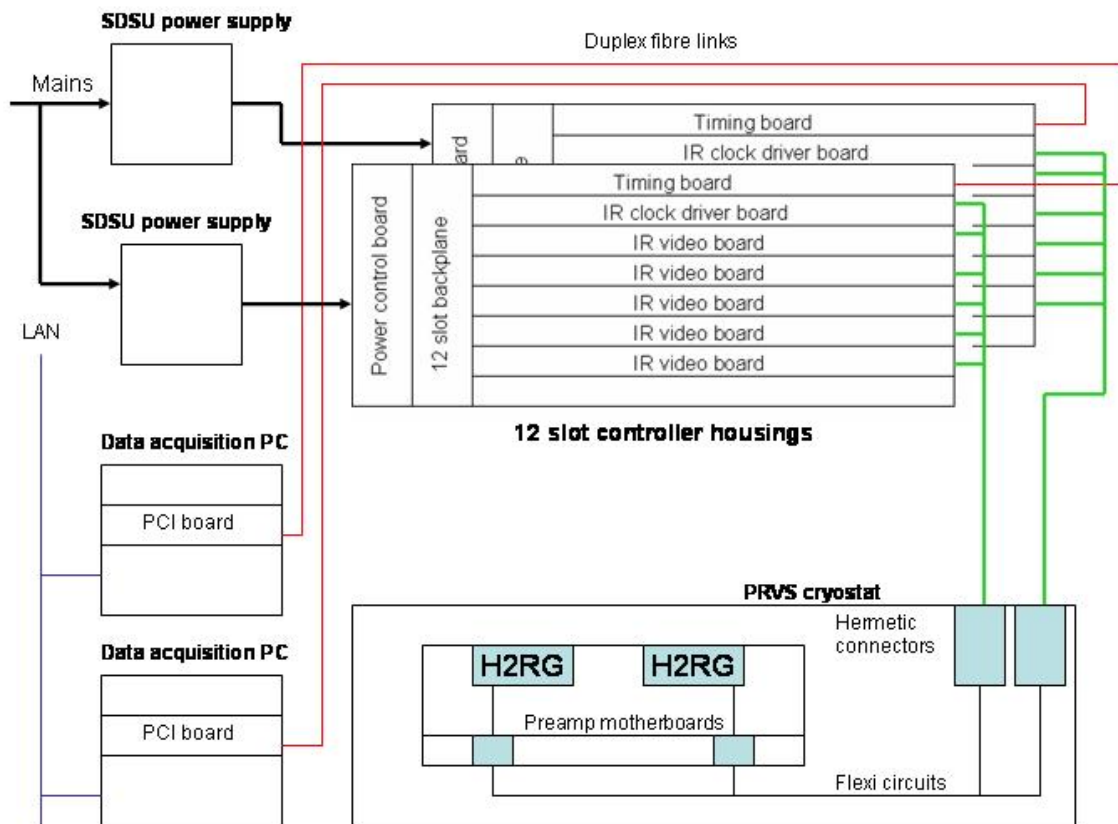 SDSU power supply
Duplex fibre links
Mains
Timing board
IR clock driver board
Timing board
IR clock driver board
IR video board
IR video board
IR video board
IR video board
IR video board
Power control board
12 slot backplane
SDSU power supply
LAN
12 slot controller housings
Data acquisition PC
PCI board
PRVS cryostat
Hermetic
connectors
H2RG
H2RG
Preamp motherboards
Flexi circuits
Data acquisition PC
PCI board